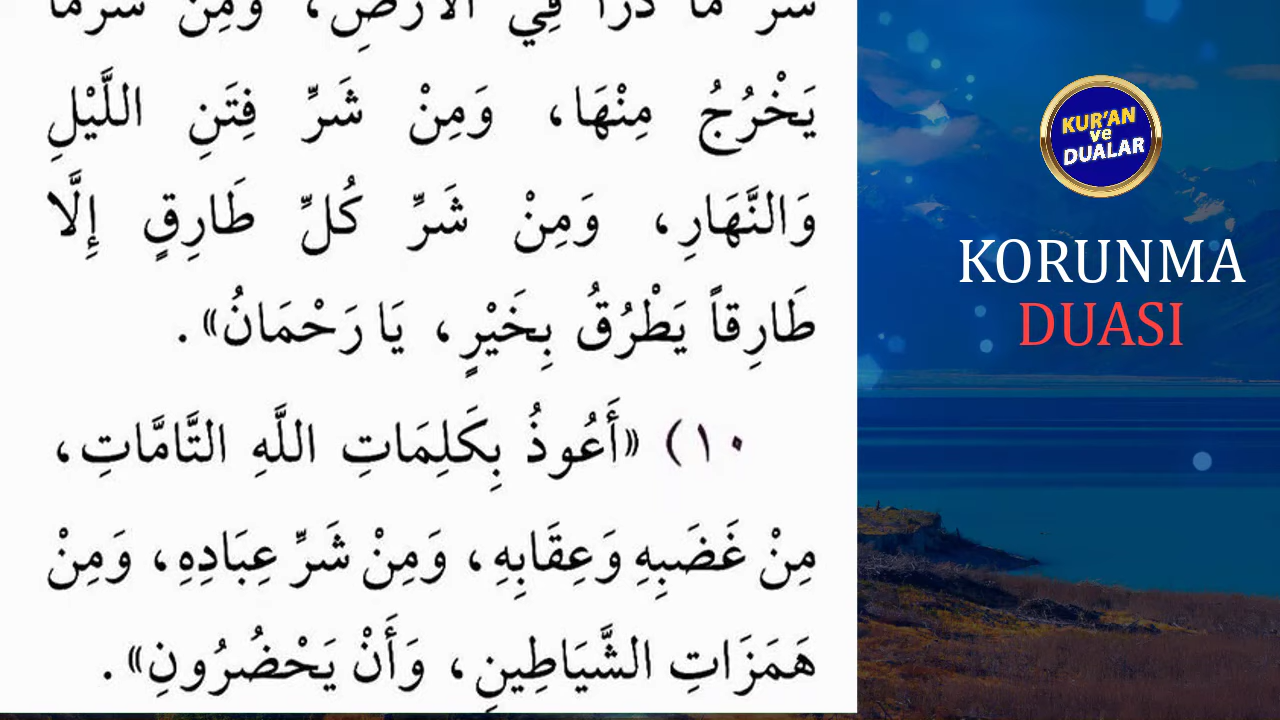 شَرِّ مَا ذَرَأَ فِي الْأَرْضِ، وَمِنْ شَرِّ مَا
يَخْرُجُ مِنْهَا، وَمِنْ شَرِّ فِتَنِ اللَّيْلِ
وَالنَّهَارِ، وَمِنْ شَرِّ كُلِّ طَارِقٍ إِلَّا
طَارِقاً يَطْرُقُ بِخَيْرٍ، يَا رَحْمَانُ».
١٠) «أَعُوذُ بِكَلِمَاتِ اللَّهِ التَّامَّاتِ،
مِنْ غَضَبِهِ وَعِقَابِهِ، وَمِنْ شَرِّ عِبَادِهِ، وَمِنْ
هَمَزَاتِ الشَّيَاطِينِ، وَأَنْ يَحْضُرُونِ».
KUR'AN
ve
DUALAR
KORUNMA
DUASI